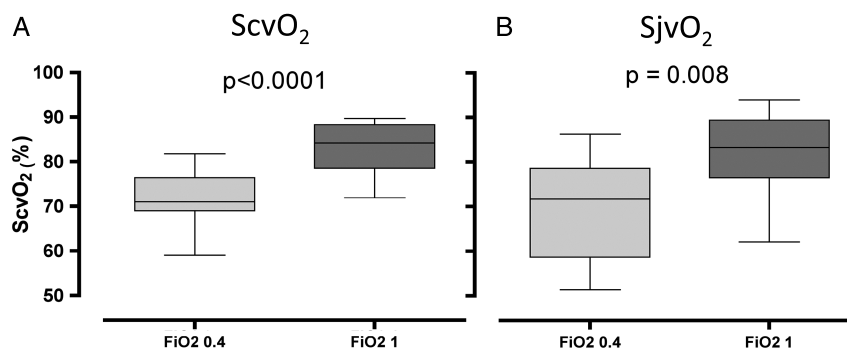 A
ScvO2
B
SjvO2
p<0.0001
p = 0.008
ScvO2 (%)
100
90
80
70
60
50
FiO2 0.4
FiO2 1
FiO2 0.4
FiO2 1